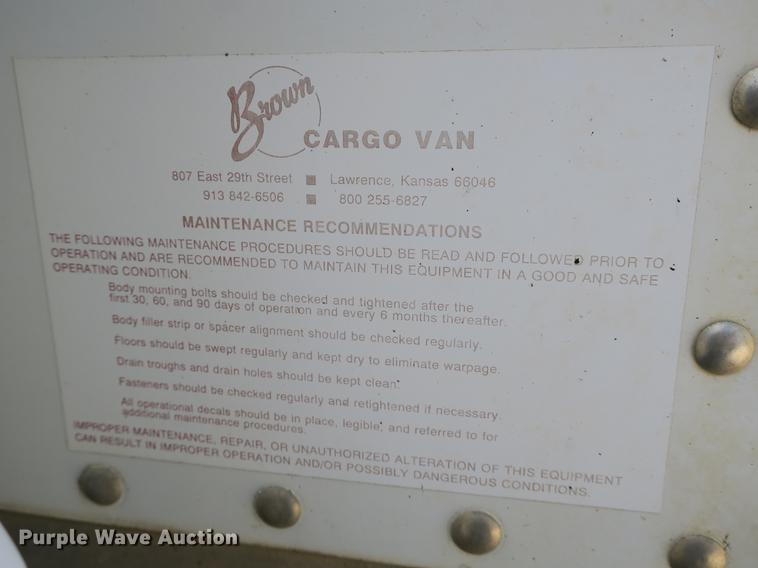 Brown
CARGO VAN
807 East 29th Street ■ Lawrence, Kansas 66046
913 842-6506 ■ 800 255-6827
MAINTENANCE RECOMMENDATIONS
THE FOLLOWING MAINTENANCE PROCEDURES SHOULD BE READ AND FOLLOWED PRIOR TO
OPERATION AND ARE RECOMMENDED TO MAINTAIN THIS EQUIPMENT IN A GOOD AND SAFE
OPERATING CONDITION.
Body mounting bolts should be checked and tightened after the
first 30, 60, and 90 days of operation and every 6 months thereafter.
Body filler strip or spacer alignment should be checked regularly.
Floors should be swept regularly and kept dry to eliminate warpage.
Drain troughs and drain holes should be kept clean.
Fasteners should be checked regularly and retightened if necessary.
All operational decals should be in place, legible, and referred to for
additional maintenance procedures.
IMPROPER MAINTENANCE, REPAIR, OR UNAUTHORIZED ALTERATION OF THIS EQUIPMENT
CAN RESULT IN IMPROPER OPERATION AND/OR POSSIBLY DANGEROUS CONDITIONS.
Purple Wave Auction